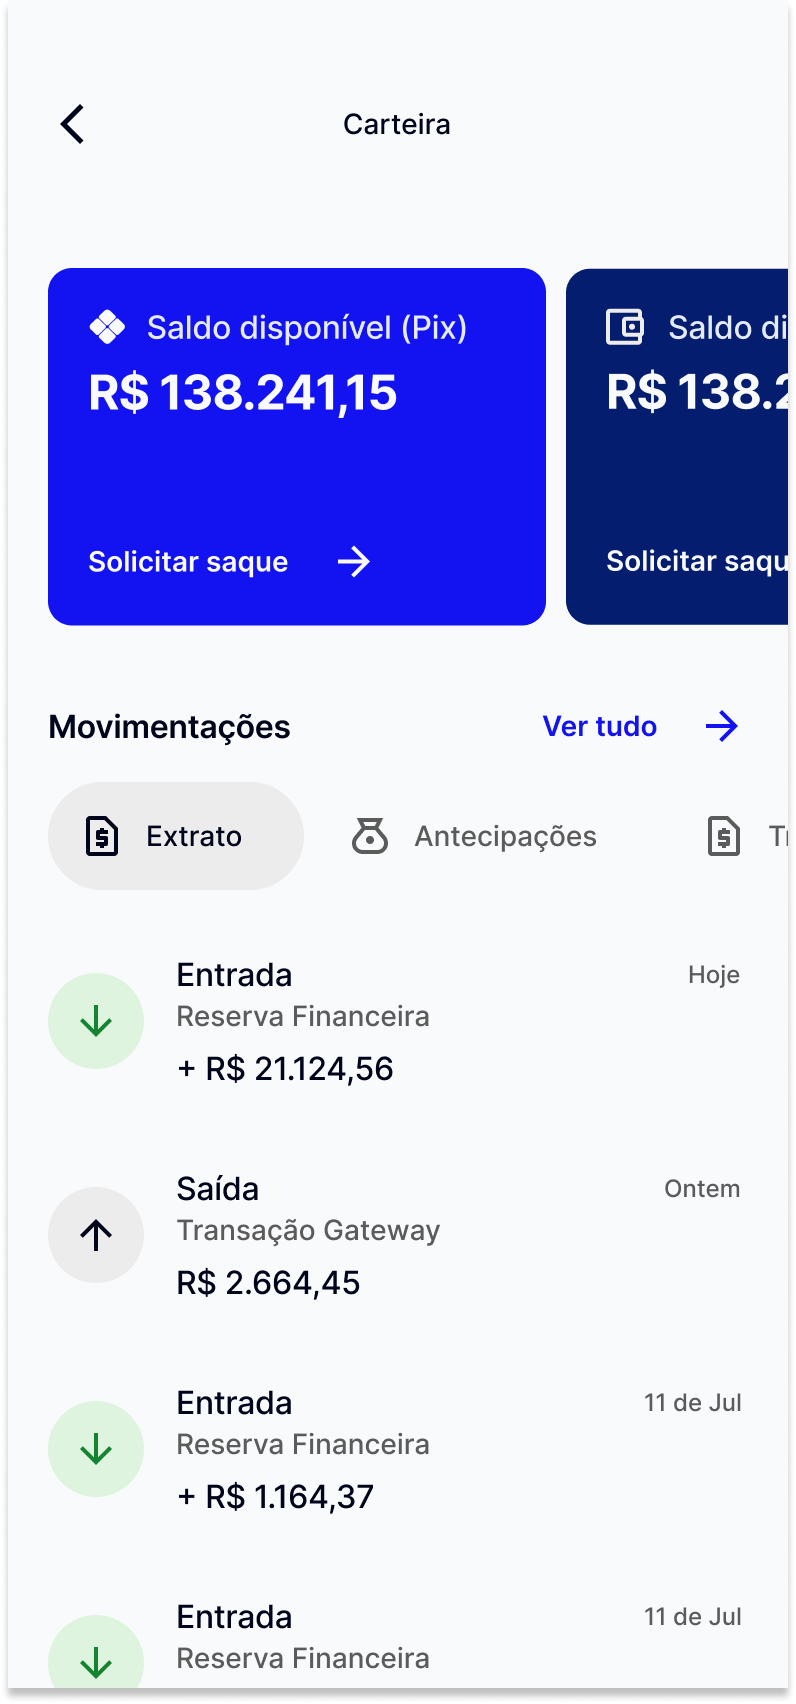 Carteira
Saldo disponível (Pix)
R$ 138.241,15
Solicitar saque
Saldo di
R$ 138.2
Solicitar saqu
Movimentações
Ver tudo
Extrato
Antecipações
Tr
Entrada
Hoje
Reserva Financeira
+ R$ 21.124,56
Saída
Ontem
Transação Gateway
R$ 2.664,45
Entrada
11 de Jul
Reserva Financeira
+ R$ 1.164,37
Entrada
11 de Jul
Reserva Financeira